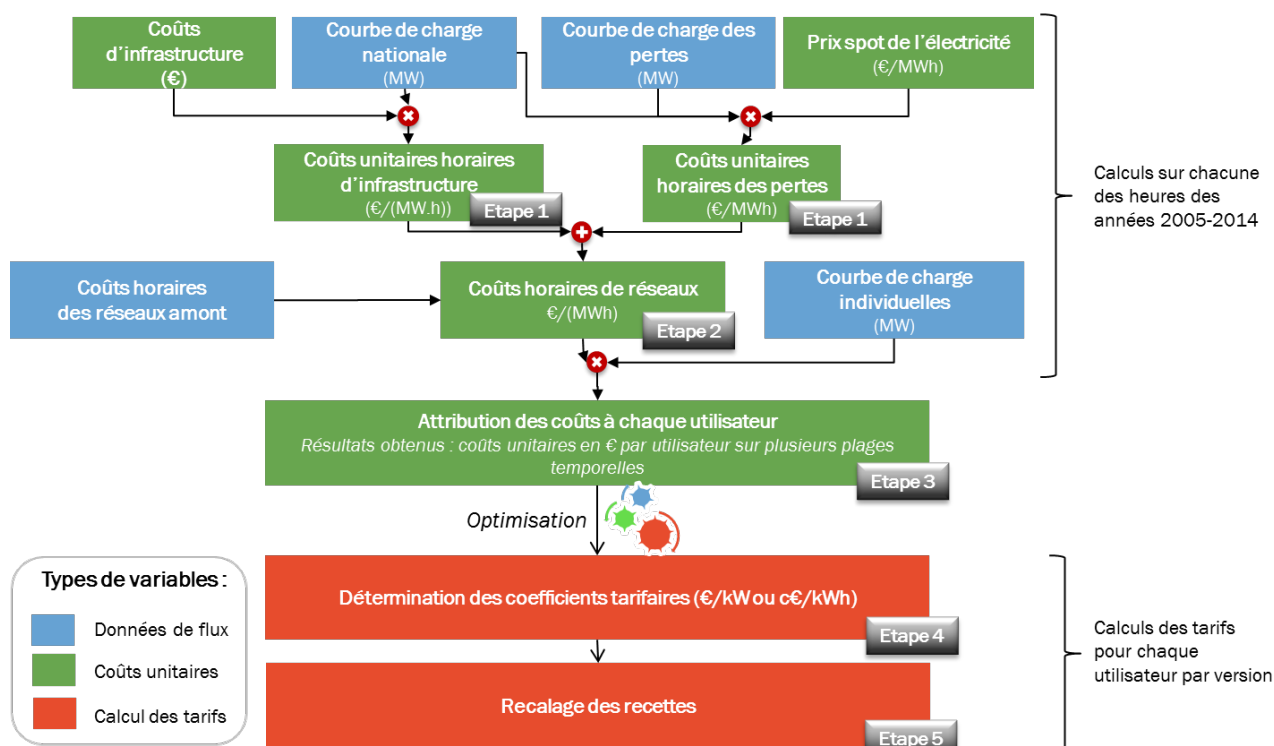 Coûts
d'infrastructure
(€)
Courbe de charge
nationale
(MW)
Courbe de charge des
pertes
(MW)
Prix spot de l'électricité
(€/MWh)
Coûts unitaires horaires
d'infrastructure
(€/(MW.h))
Etape 1
Coûts unitaires
horaires des pertes
(€/MWh)
Etape 1
Calculs sur chacune
des heures des
années 2005-2014
Coûts horaires
des réseaux amont
Coûts horaires de réseaux
€/(MWh)
Etape 2
Courbe de charge
individuelles
(MW)
Attribution des coûts à chaque utilisateur
Résultats obtenus : coûts unitaires en € par utilisateur sur plusieurs plages
temporelles
Etape 3
Optimisation
Types de variables :
Données de flux
Coûts unitaires
Calcul des tarifs
Détermination des coefficients tarifaires (€/kW ou c€/kWh)
Etape 4
Recalage des recettes
Etape 5
Calculs des tarifs
pour chaque
utilisateur par version